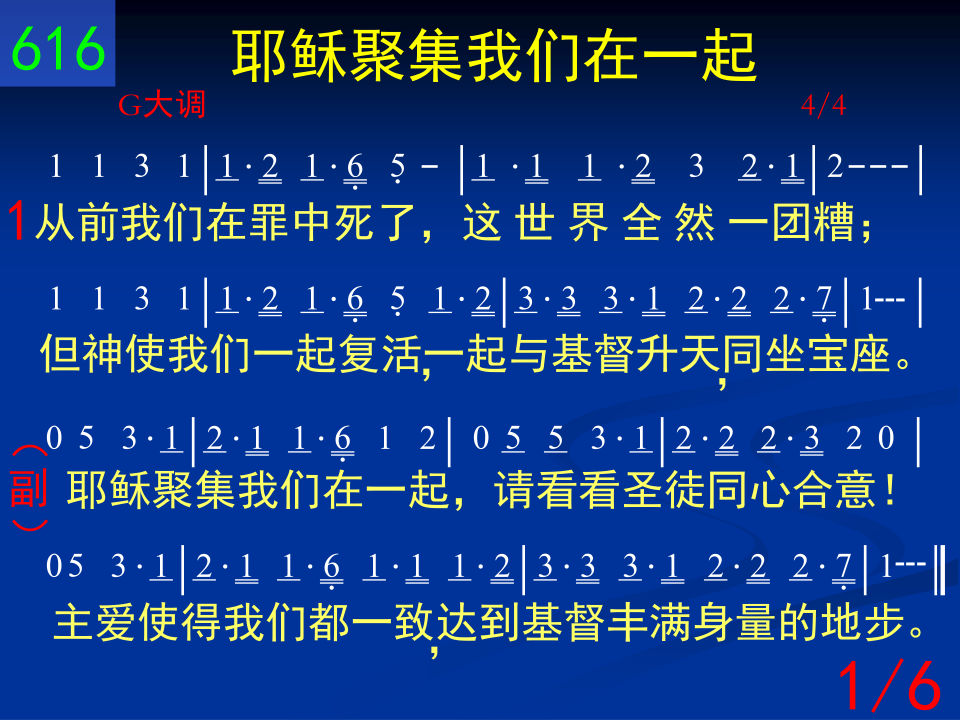 616
耶稣聚集我们在一起
G大调 4/4
1 1 3 1|1·2 1·6 5 - |1·1 1·2 3 2·1|2---|
1从前我们在罪中死了，这世界全然一团糟；
1 1 3 1|1·2 1·6 5 1·2|3·3 3·1 2·2 2·7|1---|
但神使我们一起复活，一起与基督升天，同坐宝座。
0 5 3·1|2·1 1·6 1 2| 0 5 5 3·1|2·2 2·3 2 0 |
（副）耶稣聚集我们在一起，请看看圣徒同心合意！
0 5 3·1|2·1 1·6 1·1 1·2|3·3 3·1 2·2 2·7|1---‖
主爱使得我们都一致，达到基督丰满身量的地步。
1/6